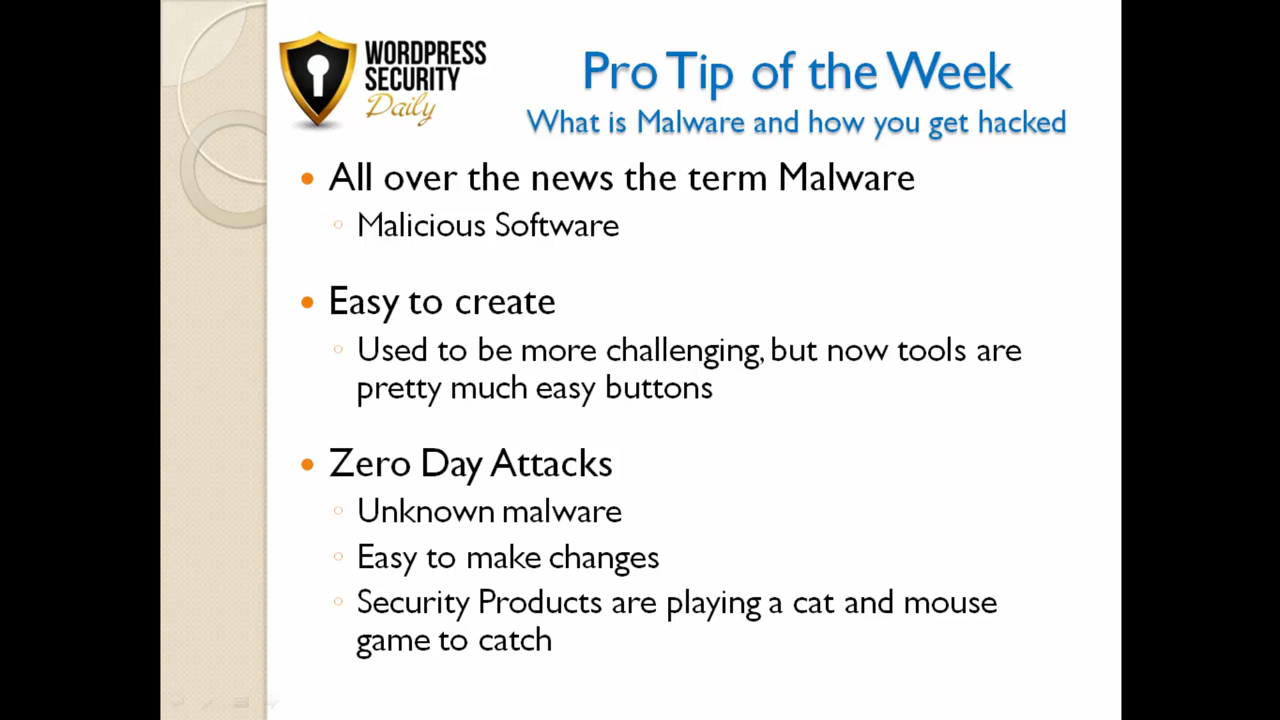 WORDPRESS
SECURITY
Daily
Pro Tip of the Week
What is Malware and how you get hacked
All over the news the term Malware
Malicious Software
Easy to create
Used to be more challenging, but now tools are
pretty much easy buttons
Zero Day Attacks
Unknown malware
Easy to make changes
Security Products are playing a cat and mouse
game to catch